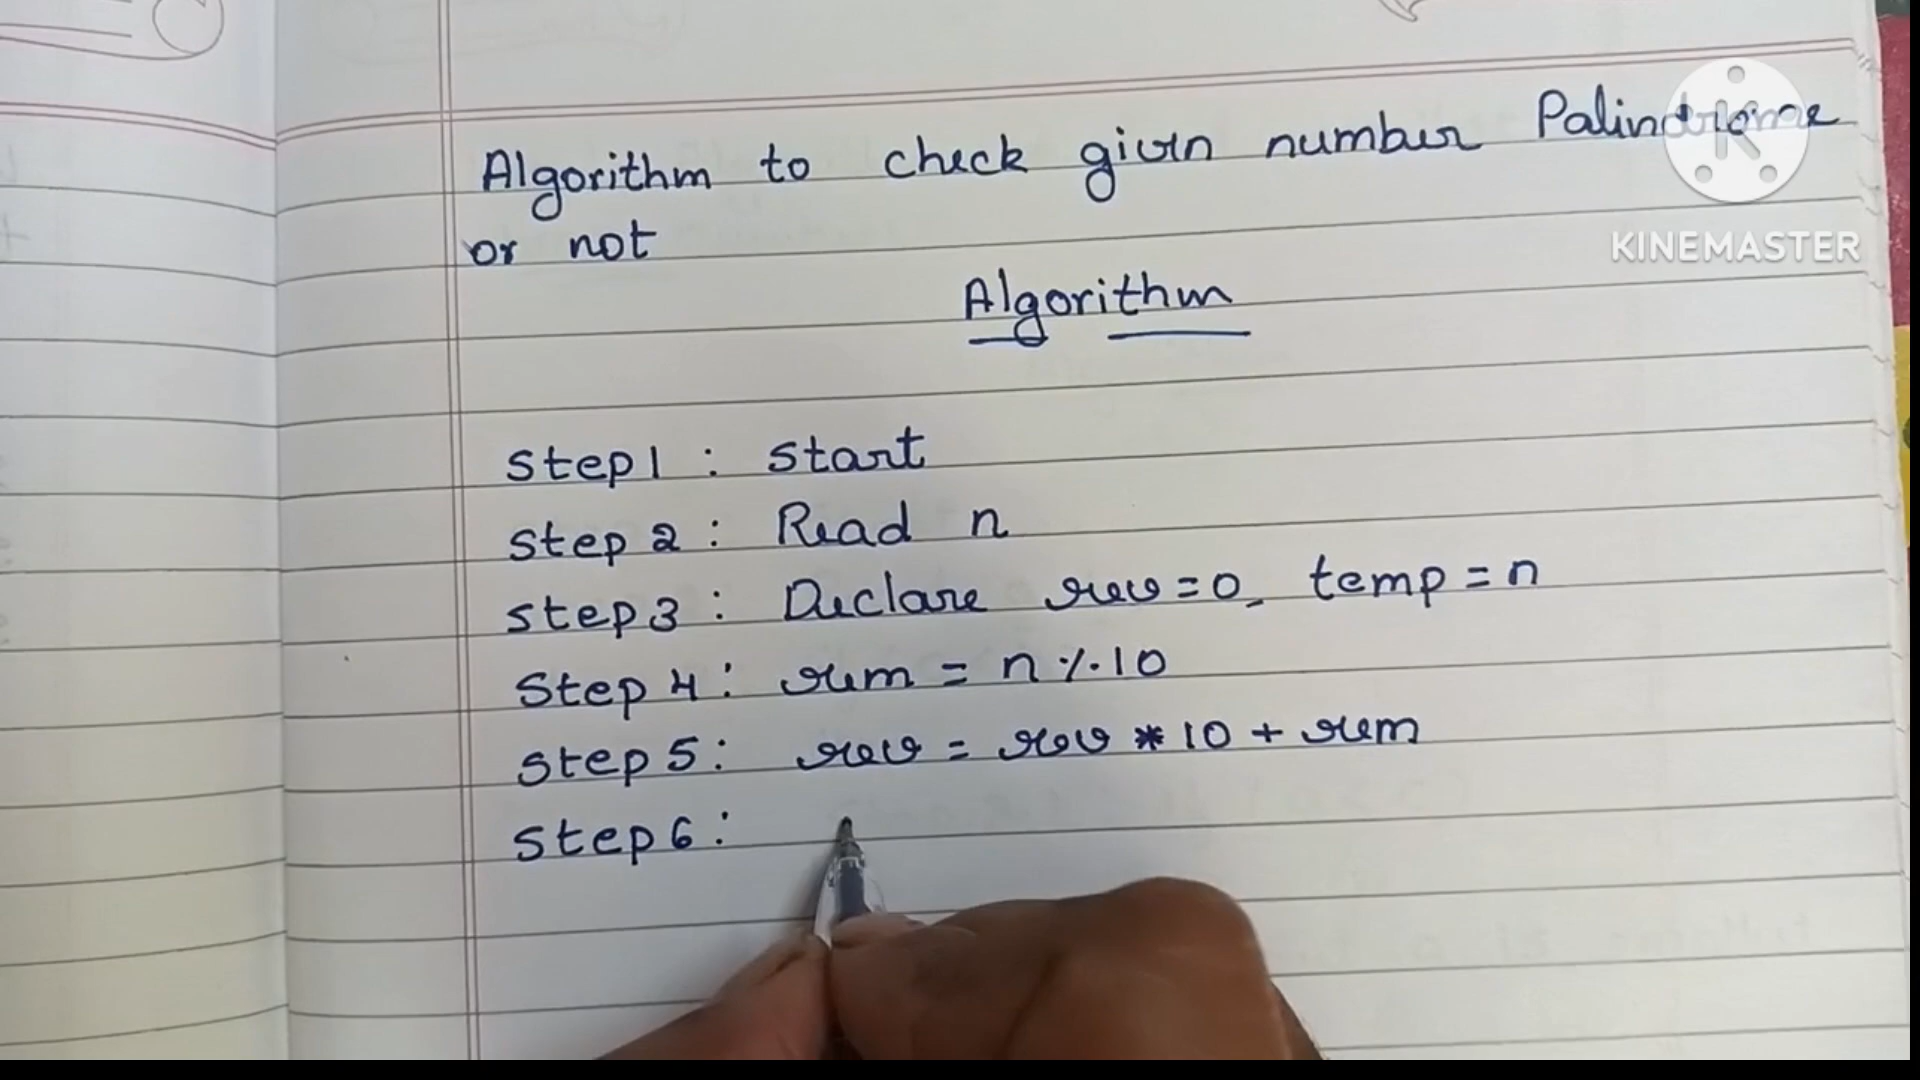 Algorithm to check given number Palindrome
or not
KINEMASTER
Algorithm
Step1 : Start
Step 2 : Read n
Step3 : Declare rev=0, temp=n
Step 4 : rem = n%10
Step 5 : rev = rev * 10 + rem
Step 6 :